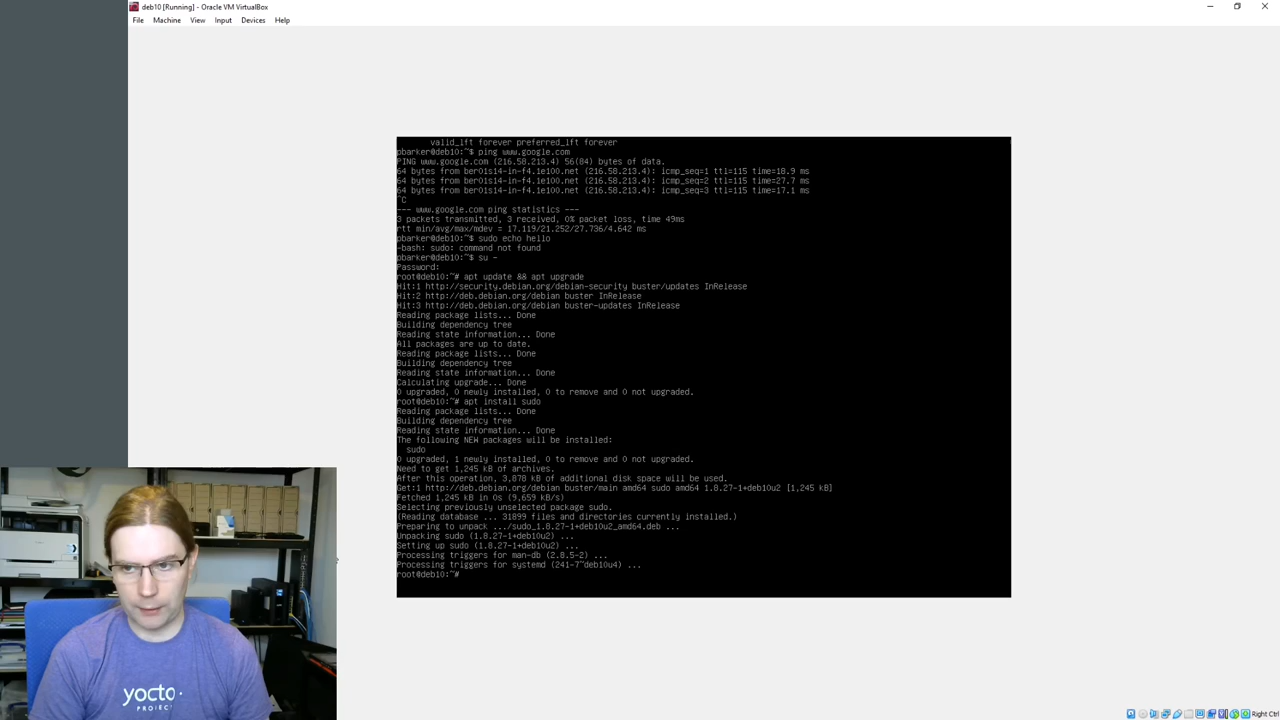 deb10 [Running] - Oracle VM VirtualBox
File Machine View Input Devices Help
valid_lft forever preferred_lft forever
pbarker@deb10:~$ ping www.google.com
PING www.google.com (216.58.213.4) 56(84) bytes of data.
64 bytes from ber01s14-in-f4.1e100.net (216.58.213.4): icmp_seq=1 ttl=115 time=18.9 ms
64 bytes from ber01s14-in-f4.1e100.net (216.58.213.4): icmp_seq=2 ttl=115 time=27.7 ms
64 bytes from ber01s14-in-f4.1e100.net (216.58.213.4): icmp_seq=3 ttl=115 time=17.1 ms
^C
--- www.google.com ping statistics ---
3 packets transmitted, 3 received, 0% packet loss, time 49ms
rtt min/avg/max/mdev = 17.119/21.252/27.736/4.642 ms
pbarker@deb10:~$ sudo echo hello
-bash: sudo: command not found
pbarker@deb10:~$ su -
Password:
root@deb10:~# apt update && apt upgrade
Hit:1 http://security.debian.org/debian-security buster/updates InRelease
Hit:2 http://deb.debian.org/debian buster InRelease
Hit:3 http://deb.debian.org/debian buster-updates InRelease
Reading package lists... Done
Building dependency tree
Reading state information... Done
All packages are up to date.
Reading package lists... Done
Building dependency tree
Reading state information... Done
Calculating upgrade... Done
0 upgraded, 0 newly installed, 0 to remove and 0 not upgraded.
root@deb10:~# apt install sudo
Reading package lists... Done
Building dependency tree
Reading state information... Done
The following NEW packages will be installed:
sudo
0 upgraded, 1 newly installed, 0 to remove and 0 not upgraded.
Need to get 1,245 kB of archives.
After this operation, 3,878 kB of additional disk space will be used.
Get:1 http://deb.debian.org/debian buster/main amd64 sudo amd64 1.8.27-1+deb10u2 [1,245 kB]
Fetched 1,245 kB in 0s (9,659 kB/s)
Selecting previously unselected package sudo.
(Reading database ... 31899 files and directories currently installed.)
Preparing to unpack .../sudo_1.8.27-1+deb10u2_amd64.deb ...
Unpacking sudo (1.8.27-1+deb10u2) ...
Setting up sudo (1.8.27-1+deb10u2) ...
Processing triggers for man-db (2.8.5-2) ...
Processing triggers for systemd (241-7~deb10u4) ...
root@deb10:~#
yocto
PROJECT
Right Ctrl